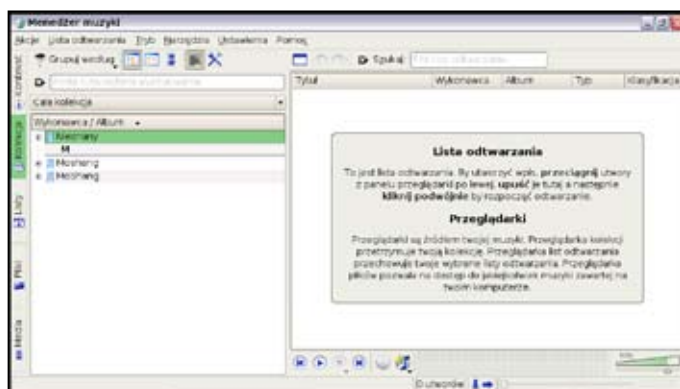 Menedżer muzyki
Akcje Lista odtwarzania Tryb Narzędzia Ustawienia Pomoc
Grupuj według
Szukaj:
Cała kolekcja
Wykonawca / Album
Nieznany
M
Mosheng
Moshang
Kontekst
Kolekcja
Listy
Pliki
Media
Tytuł Wykonawca Album Typ Klasyfikacja
Lista odtwarzania
To jest lista odtwarzania. By utworzyć wpis, przeciągnij utwory
z panelu przeglądarki po lewej, upuść je tutaj a następnie
kliknij podwójnie by rozpocząć odtwarzanie.
Przeglądarki
Przeglądarki są źródłem twojej muzyki. Przeglądarka kolekcji
przetrzymuje twoją kolekcję. Przeglądarka list odtwarzania
przechowuje twoje wybrane listy odtwarzania. Przeglądarka
plików pozwala na dostęp do jakiejkolwiek muzyki zawartej na
twoim komputerze.
0 utworów